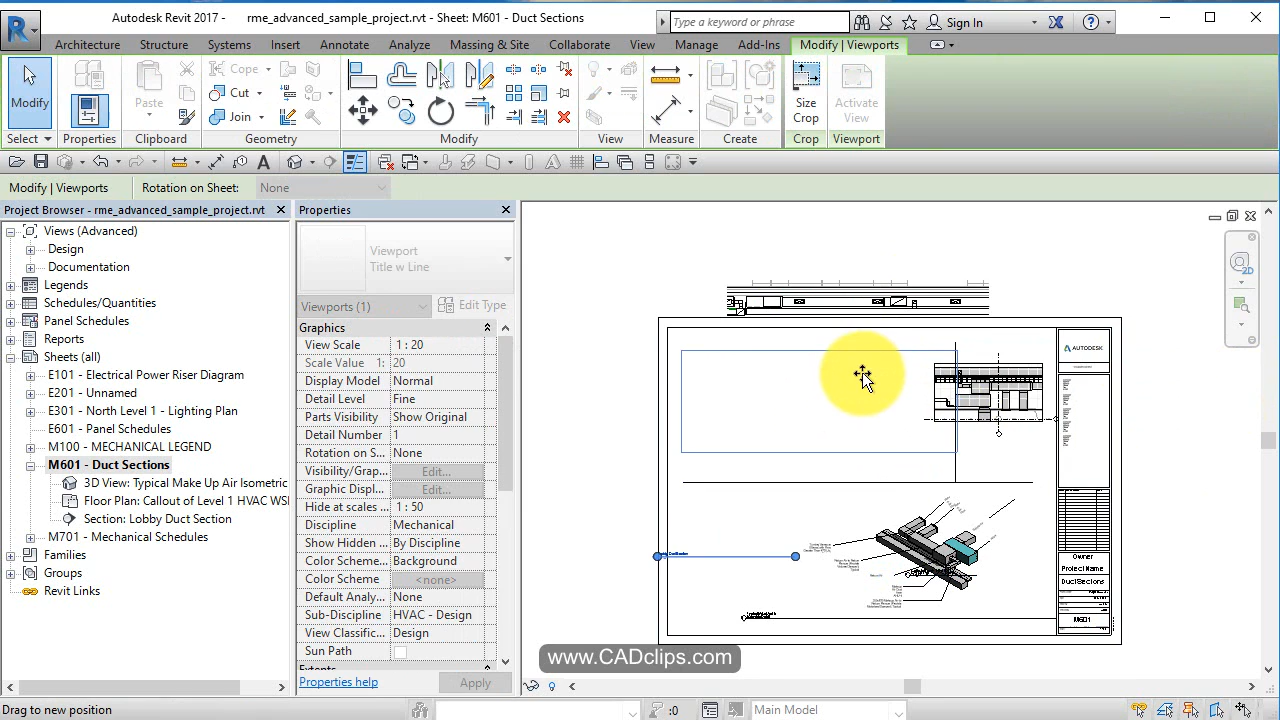 Autodesk Revit 2017 - rme_advanced_sample_project.rvt - Sheet: M601 - Duct Sections
Type a keyword or phrase
Sign In
Architecture Structure Systems Insert Annotate Analyze Massing & Site Collaborate View Manage Add-Ins Modify | Viewports
Modify
Paste
Cope
Cut
Join
Size
Crop
Activate
View
Select Properties Clipboard Geometry Modify View Measure Create Crop Viewport
Modify | Viewports Rotation on Sheet: None
Project Browser - rme_advanced_sample_project.rvt
Views (Advanced)
Design
Documentation
Legends
Schedules/Quantities
Panel Schedules
Reports
Sheets (all)
E101 - Electrical Power Riser Diagram
E201 - Unnamed
E301 - North Level 1 - Lighting Plan
E601 - Panel Schedules
M100 - MECHANICAL LEGEND
M601 - Duct Sections
3D View: Typical Make Up Air Isometric
Floor Plan: Callout of Level 1 HVAC WSI
Section: Lobby Duct Section
M701 - Mechanical Schedules
Families
Groups
Revit Links
Properties
Viewport
Title w Line
Viewports (1)
Edit Type
Graphics
View Scale 1 : 20
Scale Value 1: 20
Display Model Normal
Detail Level Fine
Parts Visibility Show Original
Detail Number 1
Rotation on S... None
Visibility/Grap... Edit...
Graphic Displ... Edit...
Hide at scales ... 1 : 50
Discipline Mechanical
Show Hidden ... By Discipline
Color Scheme ... Background
Color Scheme <none>
Default Analy... None
Sub-Discipline HVAC - Design
View Classific... Design
Sun Path
Extents
Properties help
Apply
AUTODESK
Owner
Project Name
Duct Sections
M601
www.CADclips.com
Drag to new position
:0
Main Model